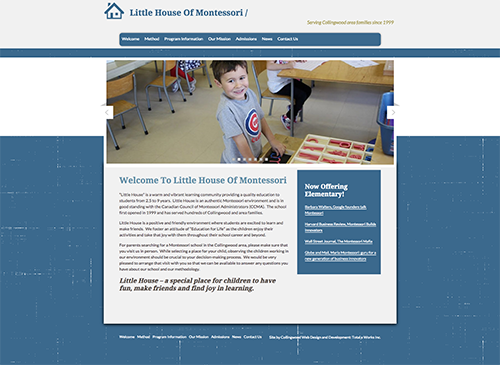 Little House Of Montessori /
Serving Collingwood area families since 1999
Welcome Method Program Information Our Mission Admissions News Contact Us
Welcome To Little House Of Montessori
"Little House" is a warm and vibrant learning community providing a quality education
to students from 2.5 to 9 years. Little House is an authentic Montessori environment and is in
good standing with the Canadian Council of Montessori Administrators (CCMA). The school
first opened in 1999 and has served hundreds of Collingwood and area families.
Little House is a positive and friendly environment where students are excited to learn and
make friends. We foster an attitude of "Education for Life" as the children enjoy their
activities and take that joy with them throughout their school career and beyond.
For parents searching for a Montessori school in the Collingwood area, please make sure that
you visit us in person. While selecting a place for your child, observing the children working in
our environment should be crucial to your decision-making process. We would be very
pleased to arrange that visit with you so that we can be available to answer any questions you
have about our school and our methodology.
Little House – a special place for children to have
fun, make friends and find joy in learning.
Now Offering
Elementary!
Barbara Walters, Google founders laud
Montessori
Harvard Business Review, Montessori Builds
Innovators
Wall Street Journal, The Montessori Mafia
Globe and Mail, Maria Montessori guru for a
new generation of business innovators
Welcome Method Program Information Our Mission Admissions News Contact Us
Site by Collingwood Web Design and Development: Total e Works Inc.